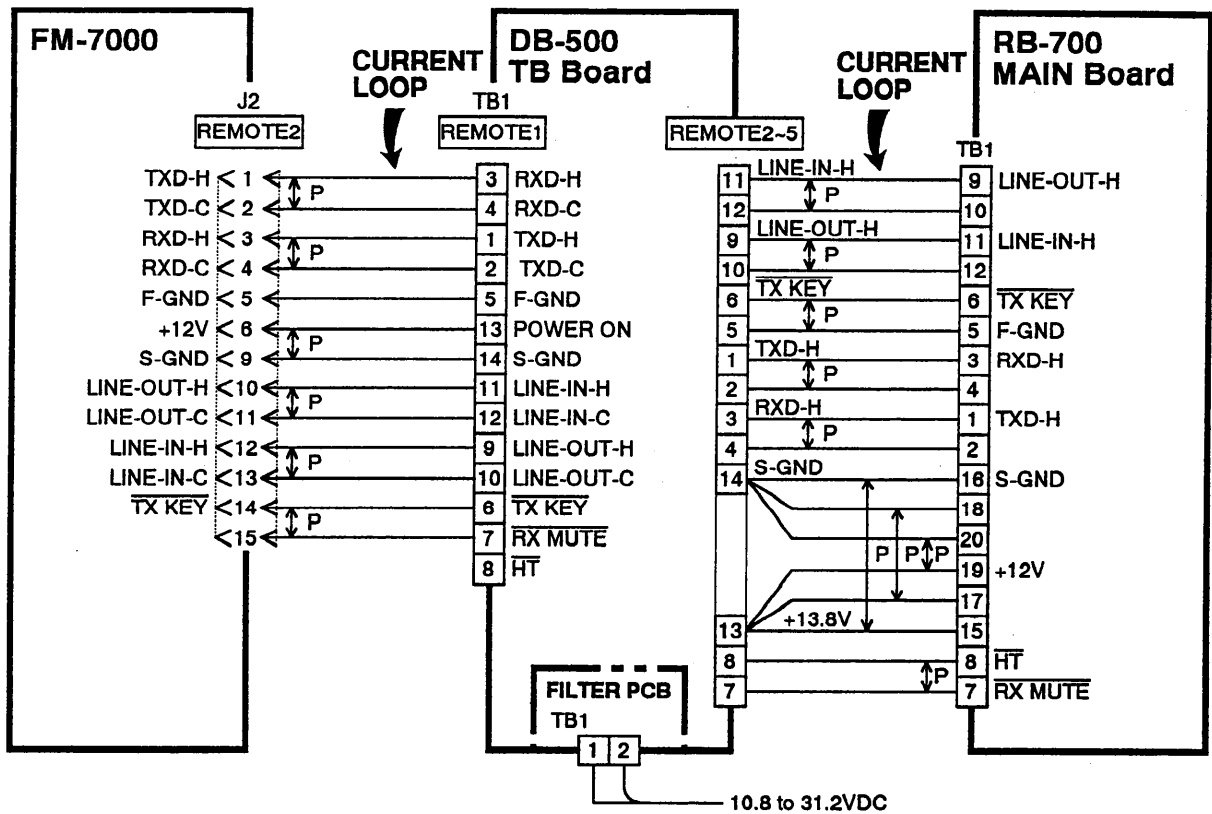 FM-7000
DB-500
TB Board
RB-700
MAIN Board
CURRENT
LOOP
CURRENT
LOOP
J2
REMOTE2
TB1
REMOTE1
REMOTE2~5
TB1
TXD-H < 1 P 3 RXD-H
TXD-C < 2 4 RXD-C
RXD-H < 3 P 1 TXD-H
RXD-C < 4 2 TXD-C
F-GND < 5 5 F-GND
+12V < 6 P 13 POWER ON
S-GND < 9 14 S-GND
LINE-OUT-H <10 P 11 LINE-IN-H
LINE-OUT-C <11 12 LINE-IN-C
LINE-IN-H <12 P 9 LINE-OUT-H
LINE-IN-C <13 10 LINE-OUT-C
TX KEY <14 P 6 TX KEY
<15 7 RX MUTE
8 HT
11 LINE-IN-H P 9 LINE-OUT-H
12 10
9 LINE-OUT-H P 11 LINE-IN-H
10 12
6 TX KEY P 6 TX KEY
5 5 F-GND
1 TXD-H P 3 RXD-H
2 4
3 RXD-H P 1 TXD-H
4 2
14 S-GND 16 S-GND
18
20
P P P
19 +12V
17
13 +13.8V 15
8 P 8 HT
7 7 RX MUTE
FILTER PCB
TB1
1 2
10.8 to 31.2VDC